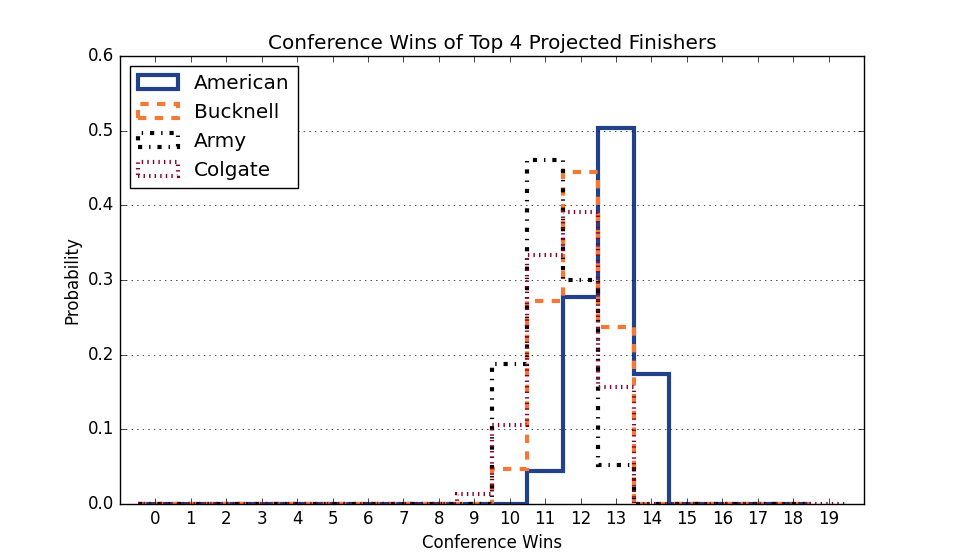 Conference Wins of Top 4 Projected Finishers
0.6
0.5
0.4
0.3
0.2
0.1
0.0
Probability
American
Bucknell
Army
Colgate
0 1 2 3 4 5 6 7 8 9 10 11 12 13 14 15 16 17 18 19
Conference Wins